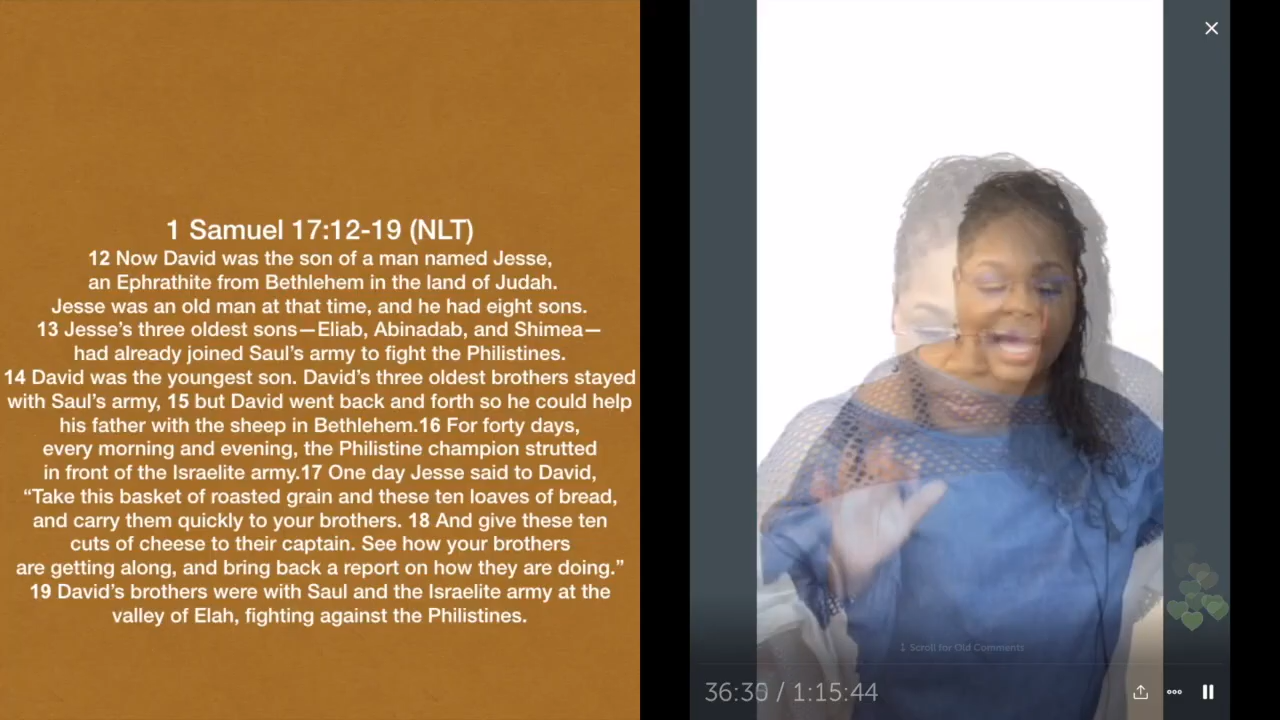 1 Samuel 17:12-19 (NLT)
12 Now David was the son of a man named Jesse,
an Ephrathite from Bethlehem in the land of Judah.
Jesse was an old man at that time, and he had eight sons.
13 Jesse’s three oldest sons—Eliab, Abinadab, and Shimea—
had already joined Saul’s army to fight the Philistines.
14 David was the youngest son. David’s three oldest brothers stayed
with Saul’s army, 15 but David went back and forth so he could help
his father with the sheep in Bethlehem.16 For forty days,
every morning and evening, the Philistine champion strutted
in front of the Israelite army.17 One day Jesse said to David,
“Take this basket of roasted grain and these ten loaves of bread,
and carry them quickly to your brothers. 18 And give these ten
cuts of cheese to their captain. See how your brothers
are getting along, and bring back a report on how they are doing.”
19 David’s brothers were with Saul and the Israelite army at the
valley of Elah, fighting against the Philistines.
Scroll for Old Comments
/ 1:15:44